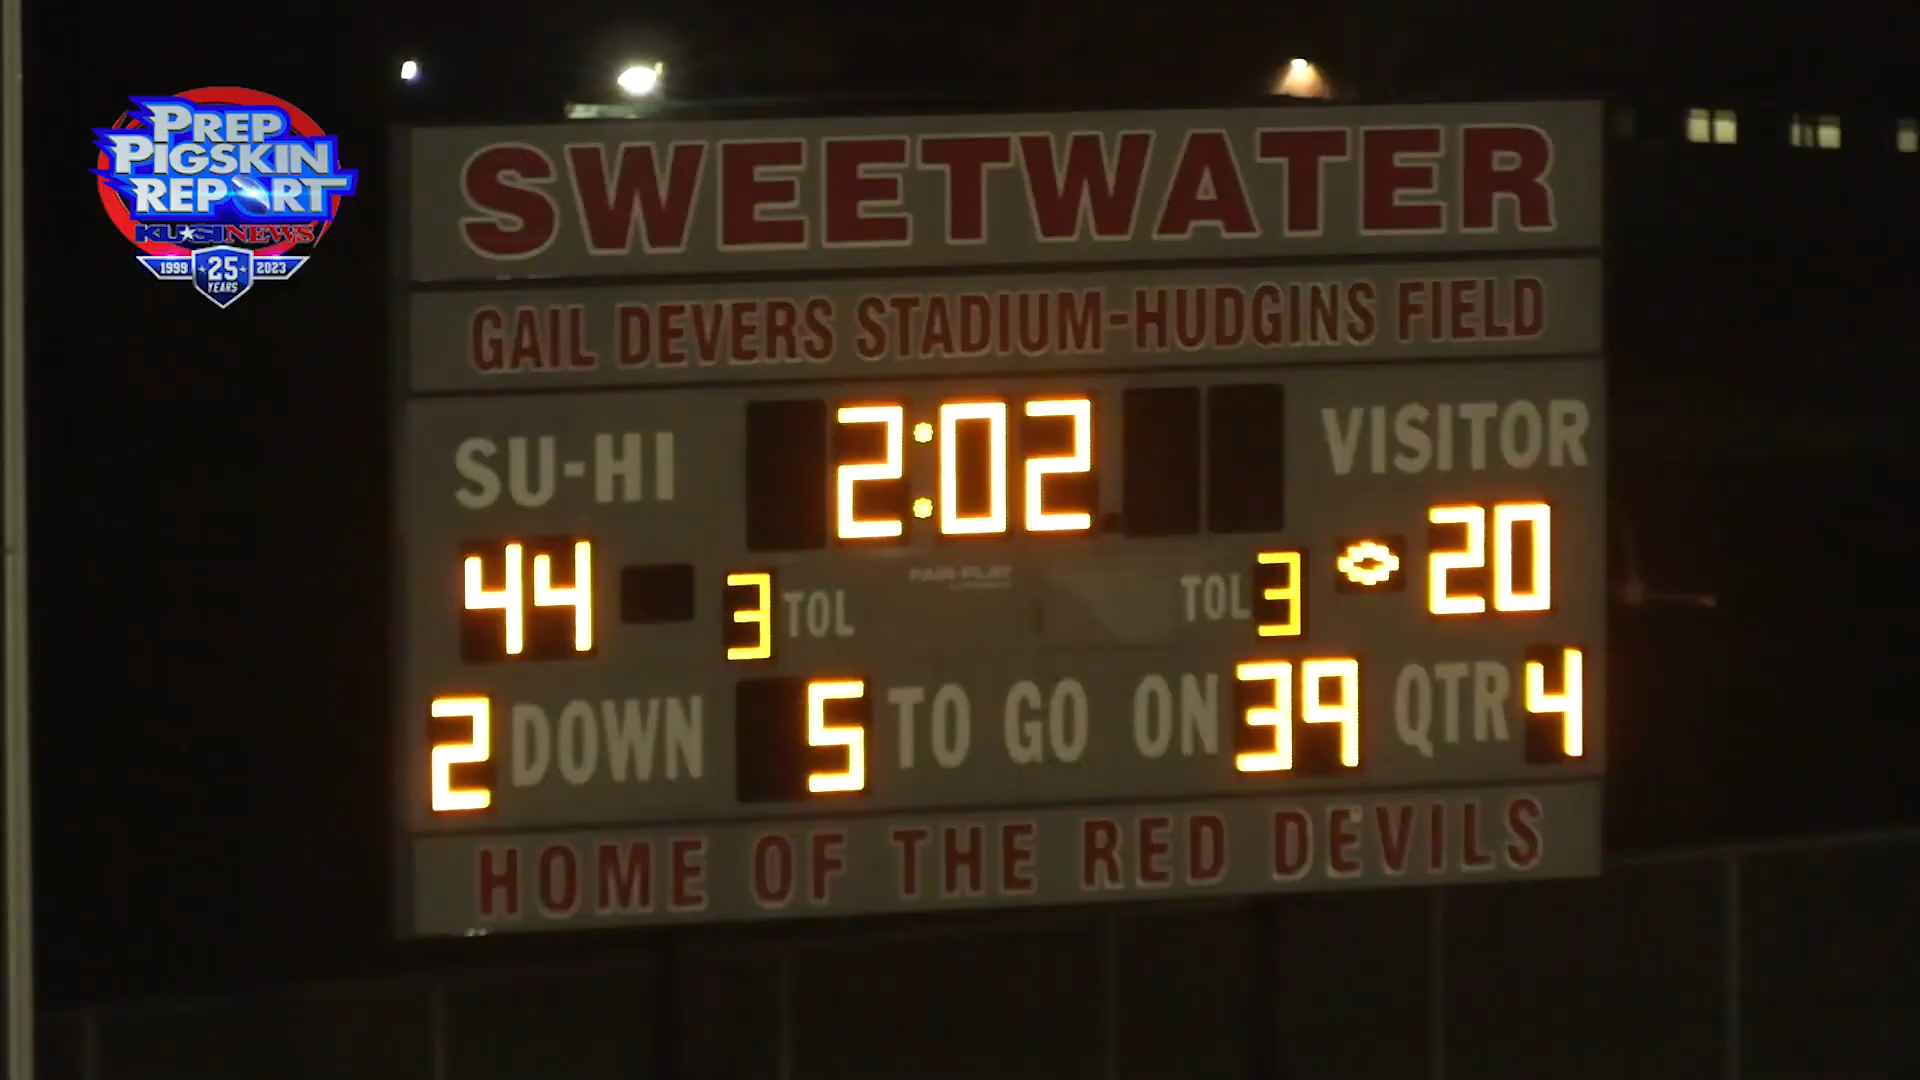 PREP
PIGSKIN
REPORT
KUSI NEWS
1999 25 2023
YEARS
SWEETWATER
GAIL DEVERS STADIUM-HUDGINS FIELD
SU-HI 2:02 VISITOR
44 3 TOL FAIR-PLAY TOL 3 20
2 DOWN 5 TO GO ON 39 QTR 4
HOME OF THE RED DEVILS